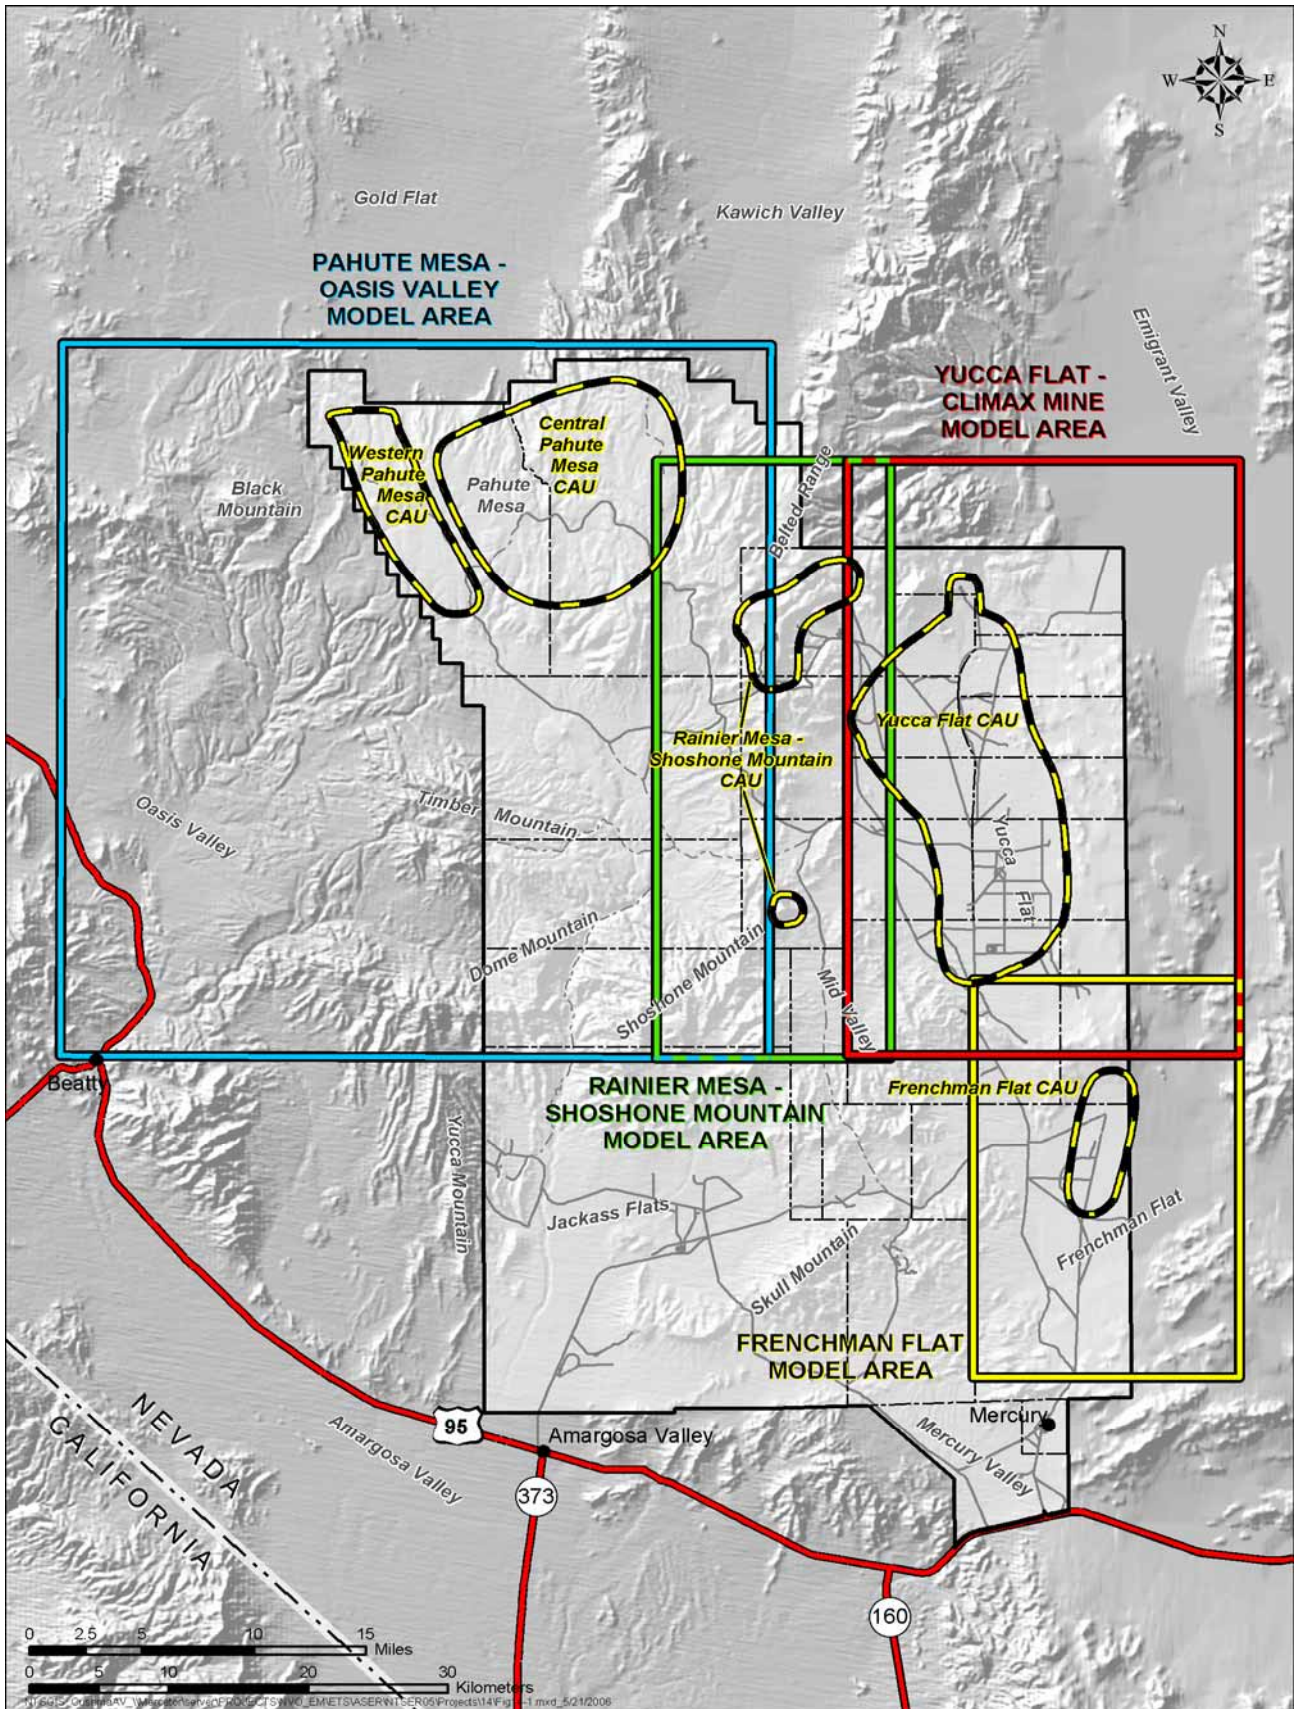 N
W
E
S
Gold Flat
Kawich Valley
PAHUTE MESA -
OASIS VALLEY
MODEL AREA
Emigrant Valley
YUCCA FLAT -
CLIMAX MINE
MODEL AREA
Central
Pahute
Mesa
CAU
Western
Pahute
Mesa
CAU
Pahute
Mesa
Black
Mountain
Belted Range
Yucca Flat CAU
Rainier Mesa -
Shoshone Mountain
CAU
Oasis Valley
Timber Mountain
Yucca
Flat
Dome Mountain
Shoshone Mountain
Mid Valley
Beatty
RAINIER MESA -
SHOSHONE MOUNTAIN
MODEL AREA
Frenchman Flat CAU
Yucca Mountain
Jackass Flats
Skull Mountain
Frenchman Flat
FRENCHMAN FLAT
MODEL AREA
NEVADA
CALIFORNIA
95
Amargosa Valley
Amargosa Valley
Mercury
Mercury Valley
373
160
0 2.5 5 10 15
Miles
0 5 10 20 30
Kilometers